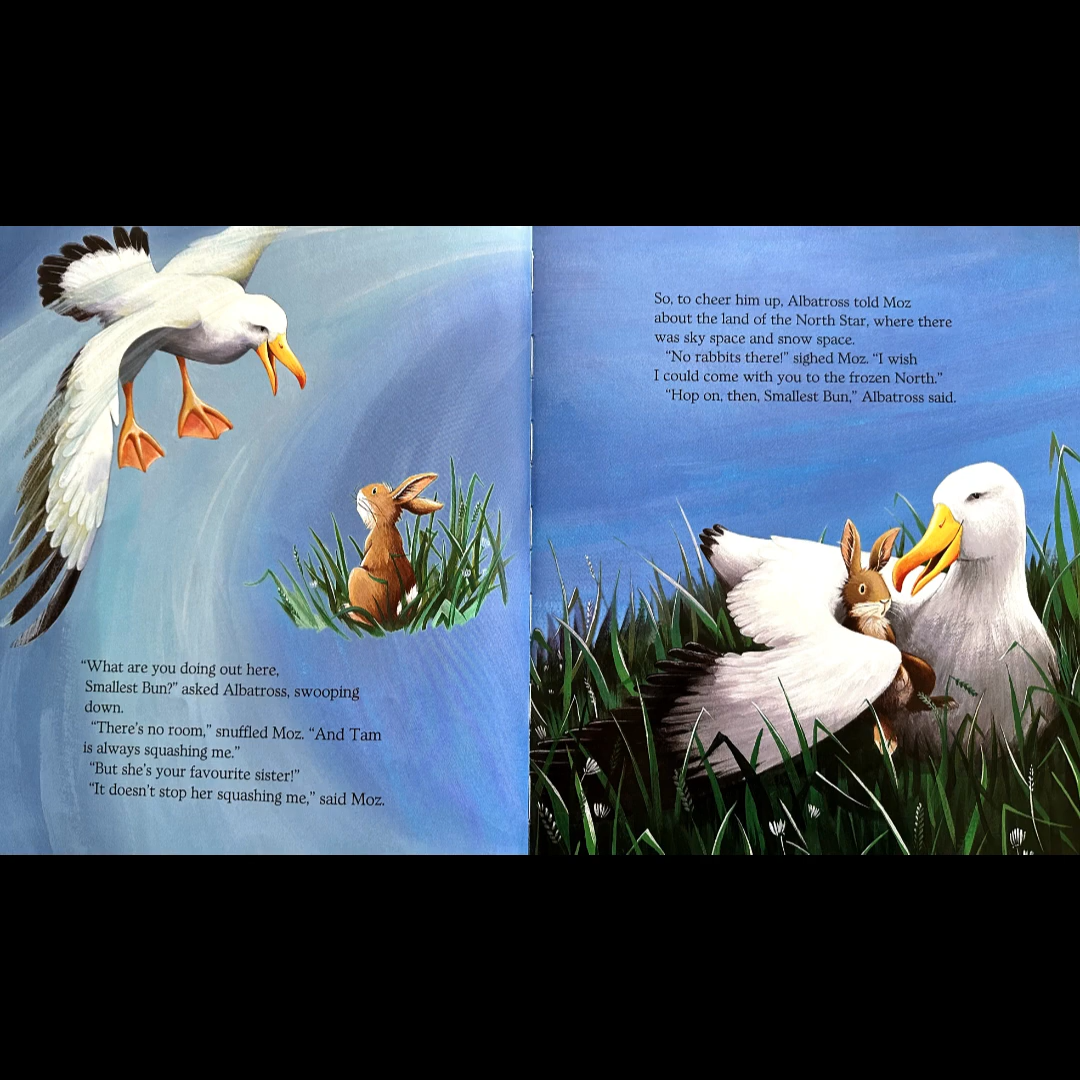 “What are you doing out here,
Smallest Bun?” asked Albatross, swooping
down.
“There’s no room,” snuffled Moz. “And Tam
is always squashing me.”
“But she’s your favourite sister!”
“It doesn’t stop her squashing me,” said Moz.
So, to cheer him up, Albatross told Moz
about the land of the North Star, where there
was sky space and snow space.
“No rabbits there!” sighed Moz. “I wish
I could come with you to the frozen North.”
“Hop on, then, Smallest Bun,” Albatross said.